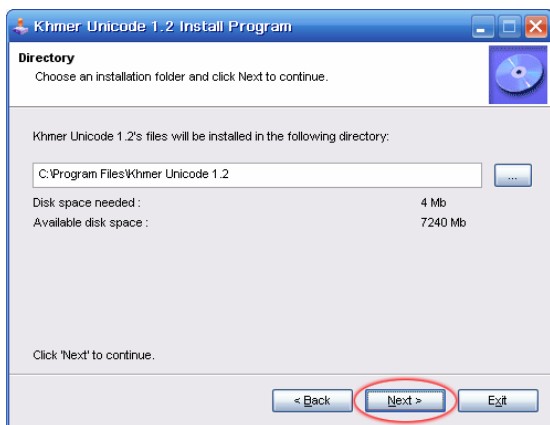 Khmer Unicode 1.2 Install Program
Directory
Choose an installation folder and click Next to continue.
Khmer Unicode 1.2's files will be installed in the following directory:
C:\Program Files\Khmer Unicode 1.2
...
Disk space needed : 4 Mb
Available disk space : 7240 Mb
Click 'Next' to continue.
< Back Next > Exit